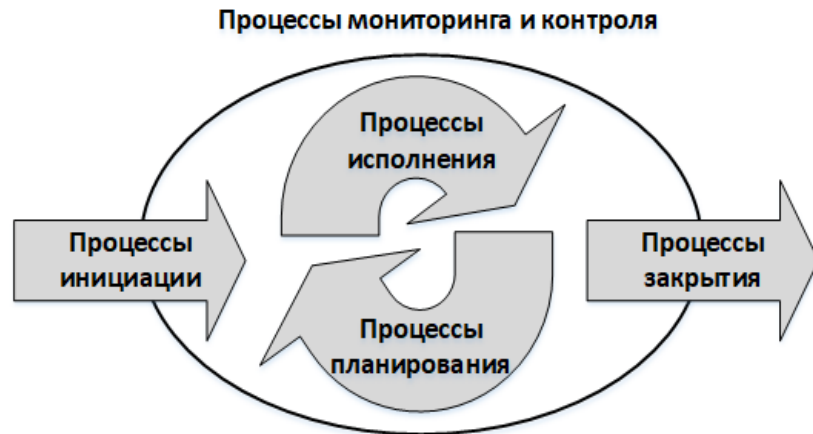 Процессы мониторинга и контроля
Процессы
исполнения
Процессы
инициации
Процессы
закрытия
Процессы
планирования